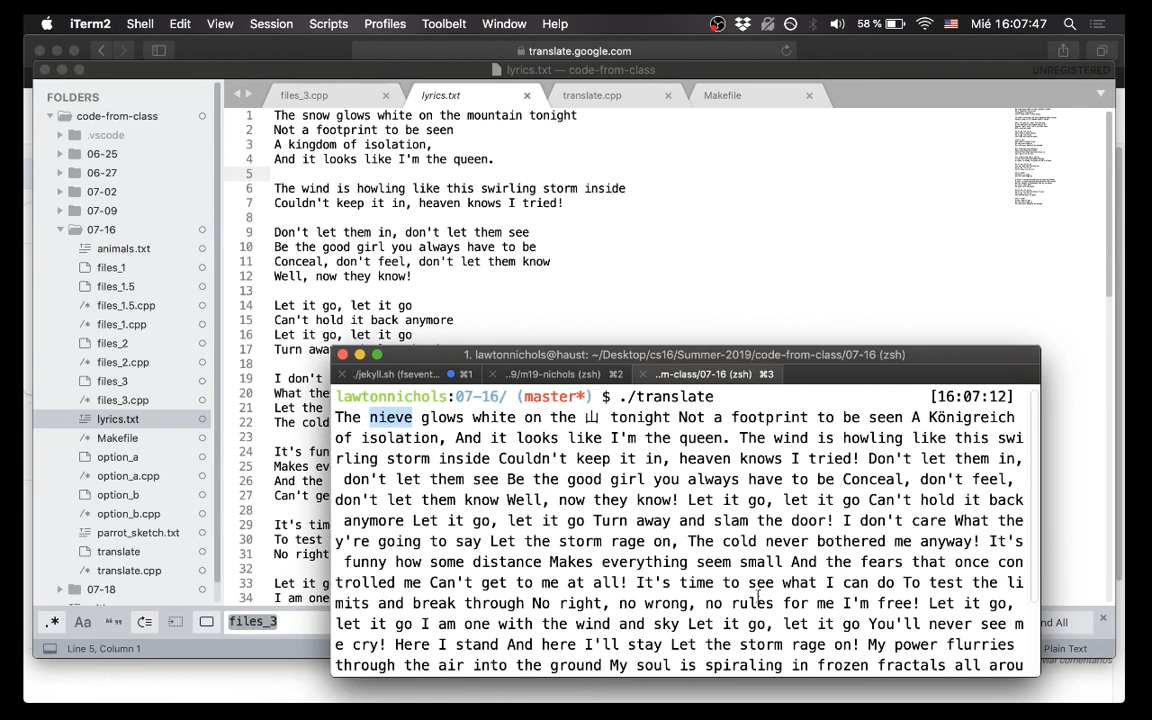 iTerm2 Shell Edit View Session Scripts Profiles Toolbelt Window Help 58 % Mié 16:07:47
translate.google.com
lyrics.txt — code-from-class UNREGISTERED
FOLDERS
files_3.cpp lyrics.txt translate.cpp Makefile
code-from-class
.vscode
06-25
06-27
07-02
07-09
07-16
animals.txt
files_1
files_1.5
files_1.5.cpp
files_1.cpp
files_2
files_2.cpp
files_3
files_3.cpp
lyrics.txt
Makefile
option_a
option_a.cpp
option_b
option_b.cpp
parrot_sketch.txt
translate
translate.cpp
07-18
1 The snow glows white on the mountain tonight
2 Not a footprint to be seen
3 A kingdom of isolation,
4 And it looks like I'm the queen.
5
6 The wind is howling like this swirling storm inside
7 Couldn't keep it in, heaven knows I tried!
8
9 Don't let them in, don't let them see
10 Be the good girl you always have to be
11 Conceal, don't feel, don't let them know
12 Well, now they know!
13
14 Let it go, let it go
15 Can't hold it back anymore
16 Let it go, let it go
17 Turn awa
18
19 I don't
20 What the
21 Let the
22 The cold
23
24 It's fun
25 Makes ev
26 And the
27 Can't ge
28
29 It's tim
30 To test
31 No right
32
33 Let it g
34 I am one
1. lawtonnichols@haust: ~/Desktop/cs16/Summer-2019/code-from-class/07-16 (zsh)
./jekyll.sh (fsevent... ⌘1 ..9/m19-nichols (zsh) ⌘2 ..m-class/07-16 (zsh) ⌘3
lawtonnichols:07-16/ (master*) $ ./translate [16:07:12]
The nieve glows white on the 山 tonight Not a footprint to be seen A Königreich
of isolation, And it looks like I'm the queen. The wind is howling like this swi
rling storm inside Couldn't keep it in, heaven knows I tried! Don't let them in,
don't let them see Be the good girl you always have to be Conceal, don't feel,
don't let them know Well, now they know! Let it go, let it go Can't hold it back
anymore Let it go, let it go Turn away and slam the door! I don't care What the
y're going to say Let the storm rage on, The cold never bothered me anyway! It's
funny how some distance Makes everything seem small And the fears that once con
trolled me Can't get to me at all! It's time to see what I can do To test the li
mits and break through No right, no wrong, no rules for me I'm free! Let it go,
let it go I am one with the wind and sky Let it go, let it go You'll never see m
e cry! Here I stand And here I'll stay Let the storm rage on! My power flurries
through the air into the ground My soul is spiraling in frozen fractals all arou
.* Aa files_3 nd All
Line 5, Column 1 Plain Text
viar comentarios